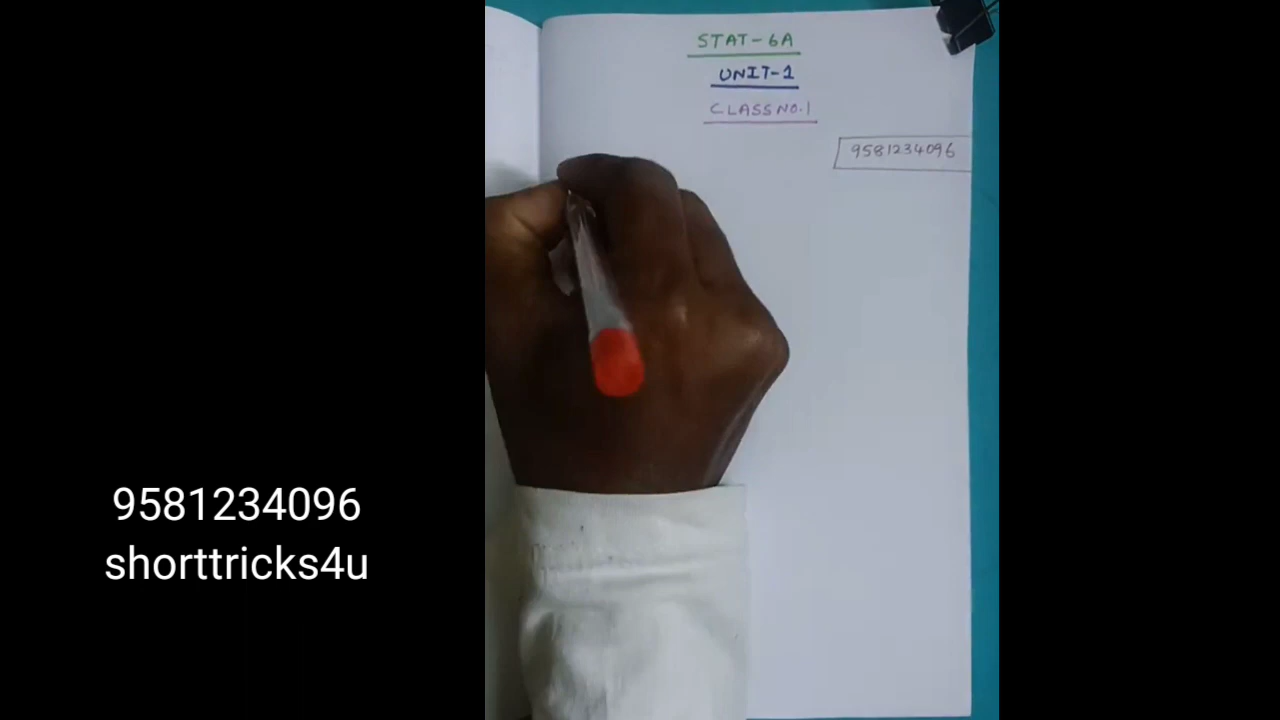 STAT-6A
UNIT-1
CLASS NO.1
9581234096
9581234096
shorttricks4u